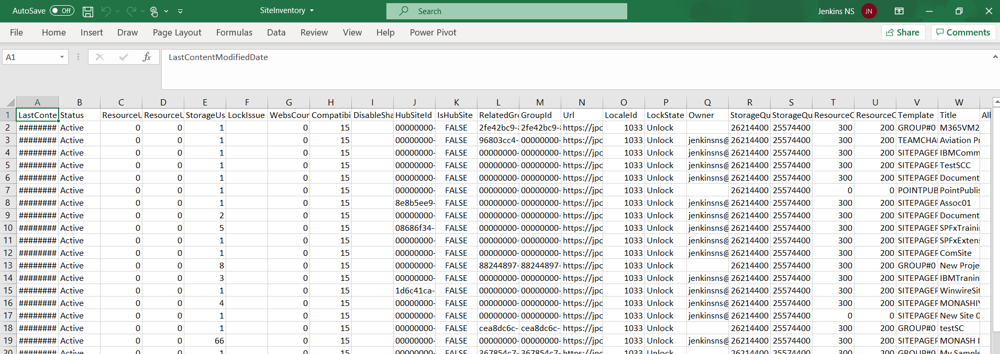 AutoSave Off SiteInventory Search Jenkins NS JN
File Home Insert Draw Page Layout Formulas Data Review View Help Power Pivot Share Comments
A1 fx LastContentModifiedDate
A B C D E F G H I J K L M N O P Q R S T U V W
1 LastConte Status ResourceU ResourceU StorageUs LockIssue WebsCour Compatibi DisableSha HubSiteId IsHubSite RelatedGro GroupId Url LocaleId LockState Owner StorageQu StorageQu ResourceC ResourceC Template Title All
2 ######## Active 0 0 1 0 15 00000000- FALSE 2fe42bc9-8 2fe42bc9-8 https://jpc 1033 Unlock 26214400 25574400 300 200 GROUP#0 M365VM2
3 ######## Active 0 0 1 0 15 00000000- FALSE 96803cc4- 00000000- https://jpc 1033 Unlock jenkinsns@ 26214400 25574400 300 200 TEAMCHA Aviation Pr
4 ######## Active 0 0 1 0 15 00000000- FALSE 00000000- 00000000- https://jpc 1033 Unlock jenkinsns@ 26214400 25574400 300 200 SITEPAGEP IBMComm
5 ######## Active 0 0 1 0 15 00000000- FALSE 00000000- 00000000- https://jpc 1033 Unlock jenkinsns@ 26214400 25574400 300 200 SITEPAGEP TestSCC
6 ######## Active 0 0 1 0 15 00000000- FALSE 00000000- 00000000- https://jpc 1033 Unlock jenkinsns@ 26214400 25574400 300 200 SITEPAGEP Document
7 ######## Active 0 0 1 0 15 00000000- FALSE 00000000- 00000000- https://jpc 1033 Unlock 26214400 25574400 0 0 POINTPUB PointPublis
8 ######## Active 0 0 1 0 15 8e8b5ee9- FALSE 00000000- 00000000- https://jpc 1033 Unlock jenkinsns@ 26214400 25574400 300 200 SITEPAGEP Assoc01
9 ######## Active 0 0 2 0 15 00000000- FALSE 00000000- 00000000- https://jpc 1033 Unlock jenkinsns@ 26214400 25574400 300 200 SITEPAGEP Document
10 ######## Active 0 0 5 0 15 08686f34- FALSE 00000000- 00000000- https://jpc 1033 Unlock jenkinsns@ 26214400 25574400 300 200 SITEPAGEP SPFxTraini
11 ######## Active 0 0 1 0 15 00000000- FALSE 00000000- 00000000- https://jpc 1033 Unlock jenkinsns@ 26214400 25574400 300 200 SITEPAGEP SPFxExten
12 ######## Active 0 0 1 0 15 00000000- FALSE 00000000- 00000000- https://jpc 1033 Unlock jenkinsns@ 26214400 25574400 300 200 SITEPAGEP ComSite
13 ######## Active 0 0 8 0 15 00000000- FALSE 88244897- 88244897- https://jpc 1033 Unlock 26214400 25574400 300 200 GROUP#0 New Proje
14 ######## Active 0 0 3 0 15 00000000- FALSE 00000000- 00000000- https://jpc 1033 Unlock jenkinsns@ 26214400 25574400 300 200 SITEPAGEP IBMTranin
15 ######## Active 0 0 1 0 15 1d6c41ca- FALSE 00000000- 00000000- https://jpc 1033 Unlock jenkinsns@ 26214400 25574400 300 200 SITEPAGEP WinwireSit
16 ######## Active 0 0 4 0 15 00000000- FALSE 00000000- 00000000- https://jpc 1033 Unlock jenkinsns@ 26214400 25574400 300 200 SITEPAGEP MONASHIV
17 ######## Active 0 0 1 0 15 00000000- FALSE 00000000- 00000000- https://jpc 1033 Unlock jenkinsns@ 26214400 25574400 0 0 SITEPAGEP New Site 0
18 ######## Active 0 0 1 0 15 00000000- FALSE cea8dc6c- cea8dc6c- https://jpc 1033 Unlock 26214400 25574400 300 200 GROUP#0 testSC
19 ######## Active 0 0 66 0 15 00000000- FALSE 00000000- 00000000- https://jpc 1033 Unlock jenkinsns@ 26214400 25574400 300 200 SITEPAGEP MONASH I
20 ######## Active 0 0 1 0 15 00000000- FALSE 367854c7- 367854c7- https://jpc 1033 Unlock 26214400 25574400 300 200 GROUP#0 My Sample